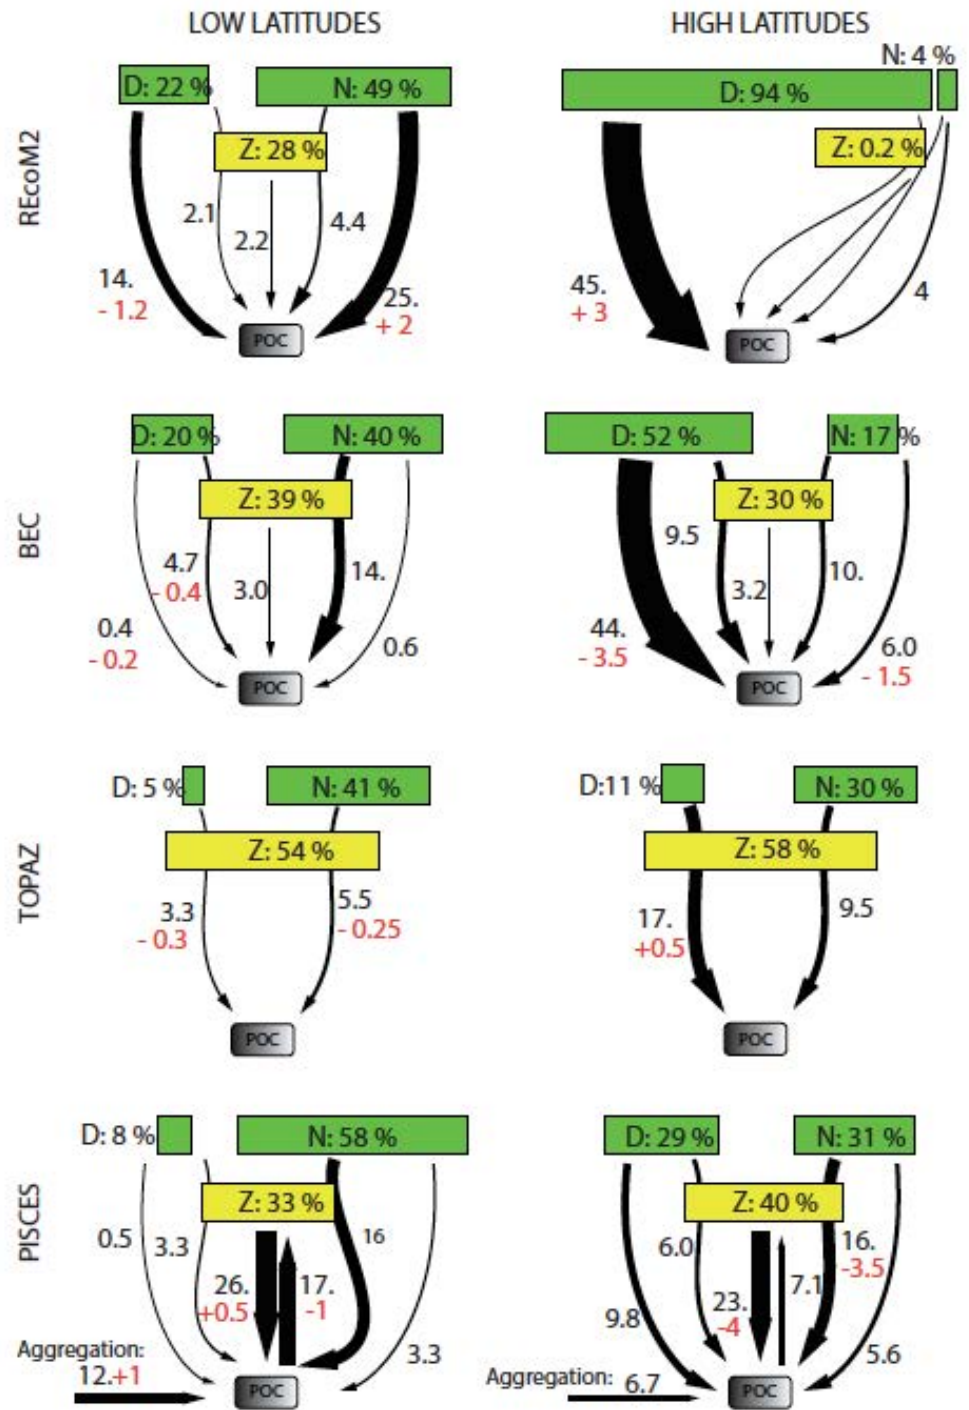 LOW LATITUDES
HIGH LATITUDES
REcoM2
D: 22 %
N: 49 %
Z: 28 %
2.1
2.2
4.4
14.
- 1.2
25.
+ 2
POC
N: 4 %
D: 94 %
Z: 0.2 %
45.
+ 3
4
POC
BEC
D: 20 %
N: 40 %
Z: 39 %
4.7
- 0.4
3.0
14.
0.4
- 0.2
0.6
POC
D: 52 %
N: 17 %
Z: 30 %
9.5
3.2
10.
44.
- 3.5
6.0
- 1.5
POC
TOPAZ
D: 5 %
N: 41 %
Z: 54 %
3.3
- 0.3
5.5
- 0.25
POC
D:11 %
N: 30 %
Z: 58 %
17.
+0.5
9.5
POC
PISCES
D: 8 %
N: 58 %
Z: 33 %
0.5
3.3
26.
+0.5
17.
-1
16
3.3
Aggregation:
12.+1
POC
D: 29 %
N: 31 %
Z: 40 %
6.0
16.
-3.5
7.1
23.
-4
9.8
5.6
Aggregation: 6.7
POC